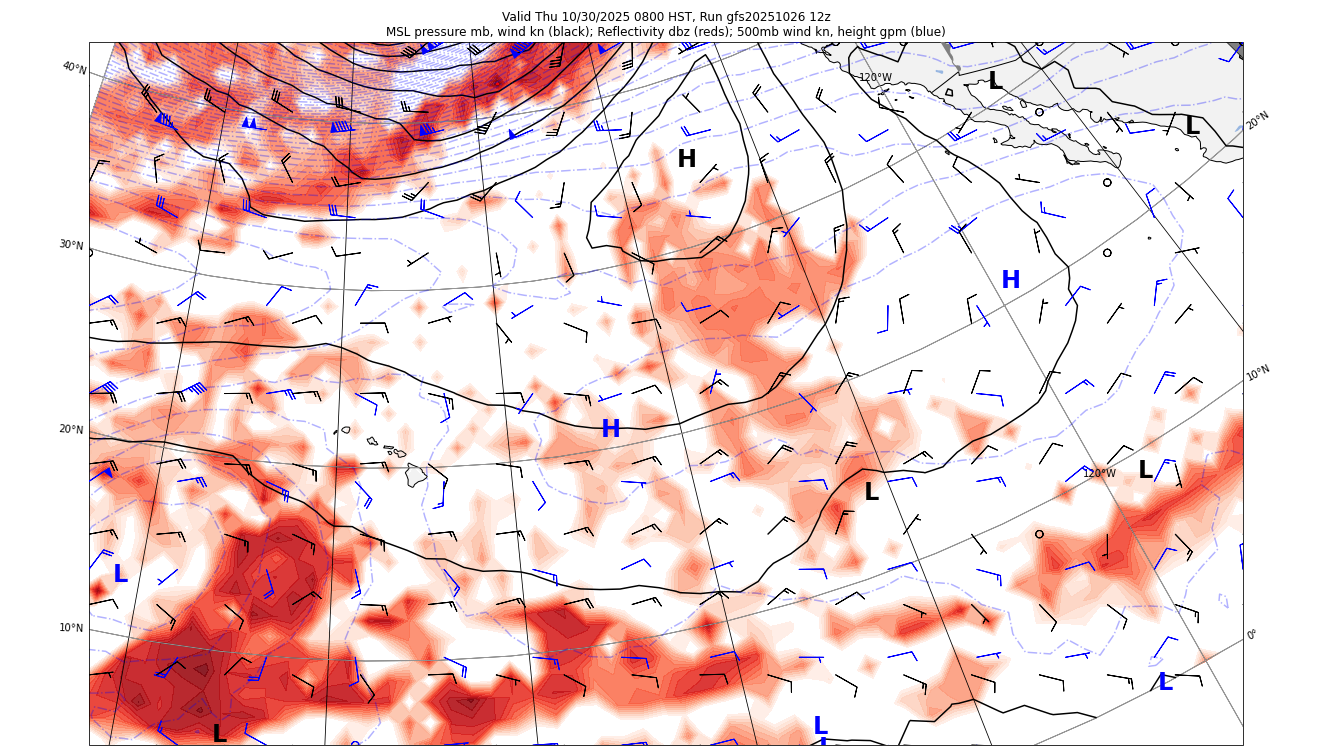 Valid Thu 10/30/2025 0800 HST, Run gfs20251026 12z
MSL pressure mb, wind kn (black); Reflectivity dbz (reds); 500mb wind kn, height gpm (blue)
40°N
120°W
L
20°N
L
H
30°N
H
10°N
20°N
H
120°W
L
L
L
10°N
0°
L
L
L
L